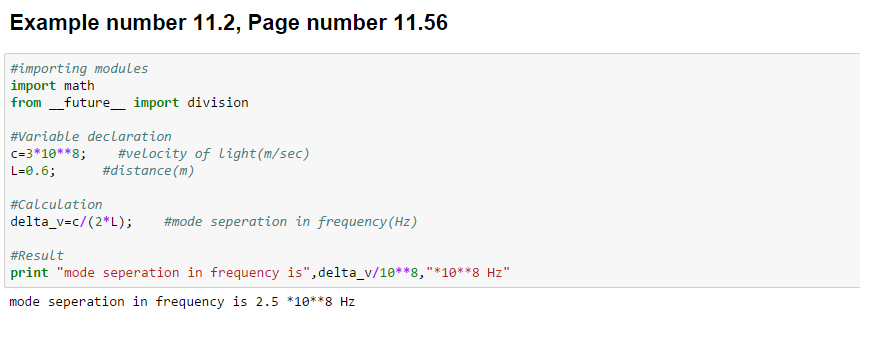 Example number 11.2, Page number 11.56
#importing modules
import math
from __future__ import division
#Variable declaration
c=3*10**8;    #velocity of light(m/sec)
L=0.6;      #distance(m)
#Calculation
delta_v=c/(2*L);    #mode seperation in frequency(Hz)
#Result
print "mode seperation in frequency is",delta_v/10**8,"*10**8 Hz"
mode seperation in frequency is 2.5 *10**8 Hz